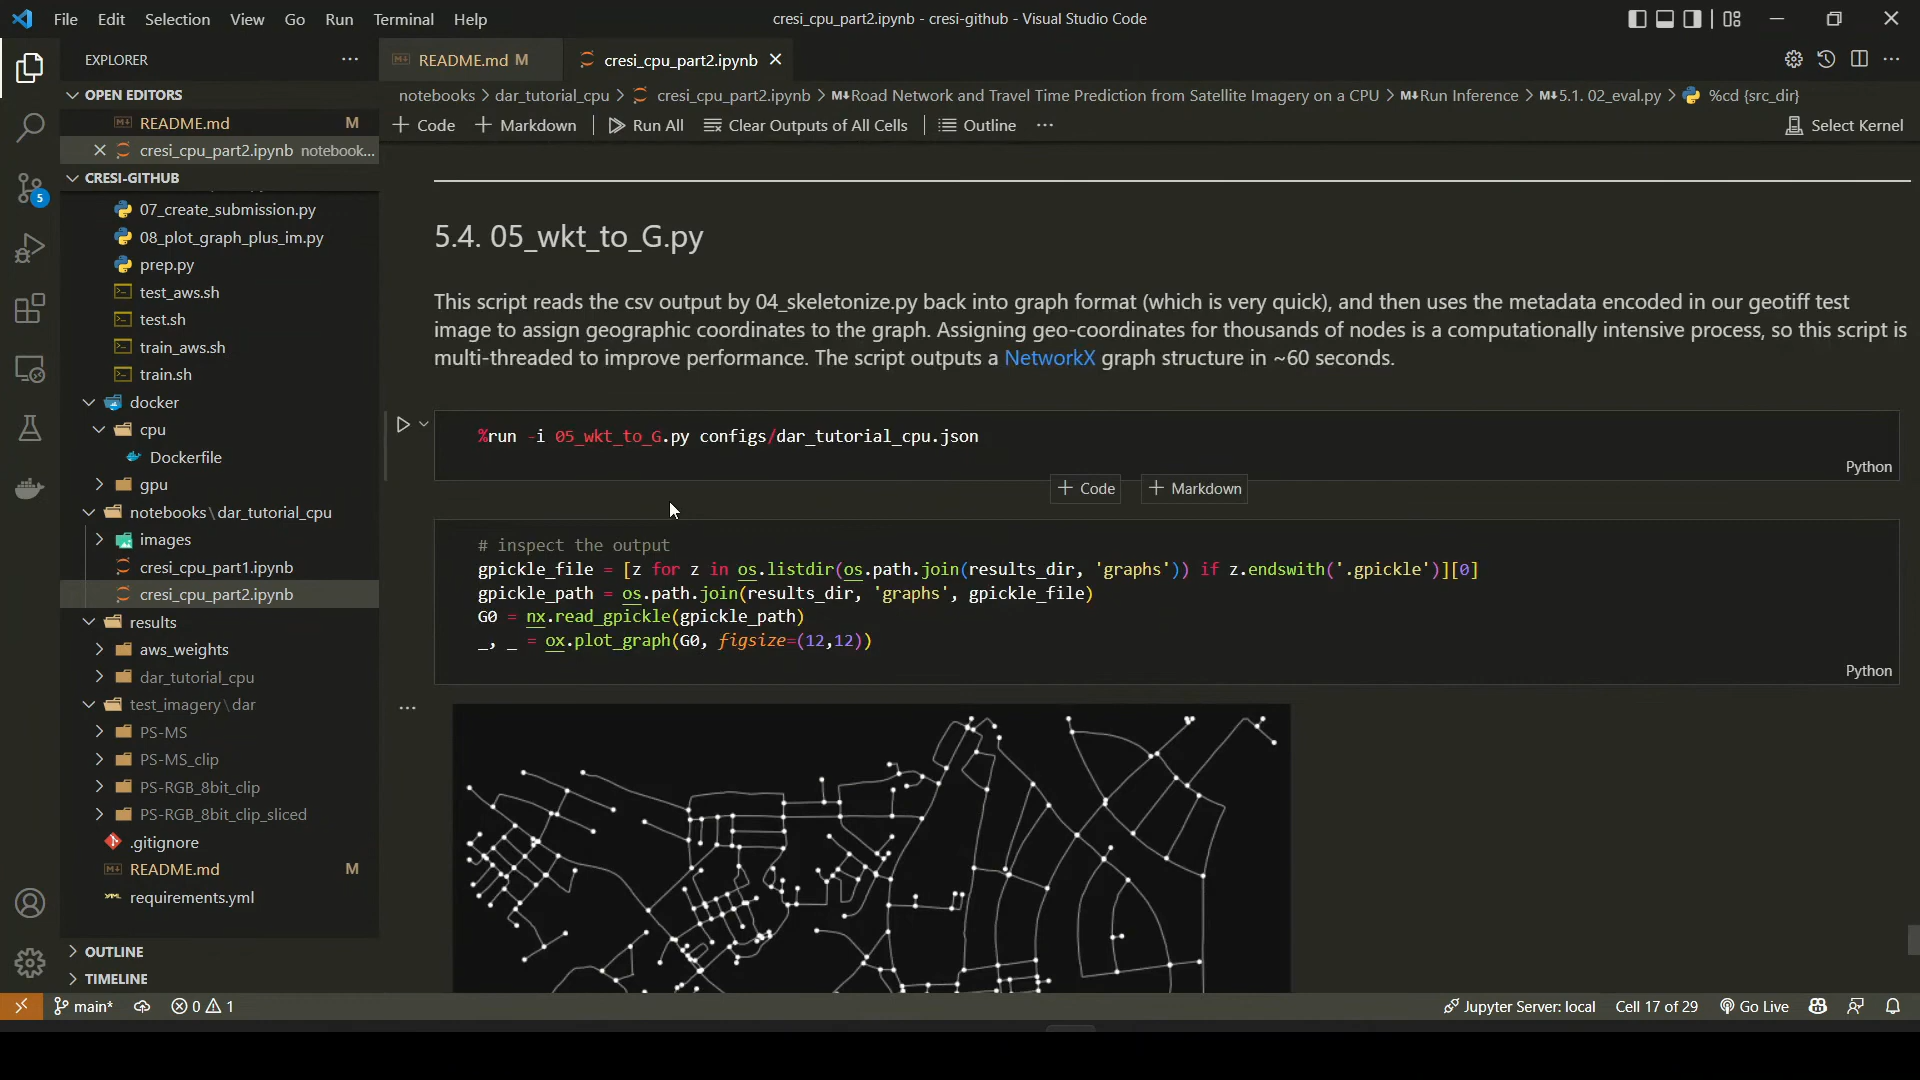 File Edit Selection View Go Run Terminal Help
cresi_cpu_part2.ipynb - cresi-github - Visual Studio Code
EXPLORER
OPEN EDITORS
README.md M
cresi_cpu_part2.ipynb notebook...
CRESI-GITHUB
07_create_submission.py
08_plot_graph_plus_im.py
prep.py
test_aws.sh
test.sh
train_aws.sh
train.sh
docker
cpu
Dockerfile
gpu
notebooks\dar_tutorial_cpu
images
cresi_cpu_part1.ipynb
cresi_cpu_part2.ipynb
results
aws_weights
dar_tutorial_cpu
test_imagery\dar
PS-MS
PS-MS_clip
PS-RGB_8bit_clip
PS-RGB_8bit_clip_sliced
.gitignore
README.md M
requirements.yml
OUTLINE
TIMELINE
5
README.md M
cresi_cpu_part2.ipynb
notebooks > dar_tutorial_cpu > cresi_cpu_part2.ipynb > M↓Road Network and Travel Time Prediction from Satellite Imagery on a CPU > M↓Run Inference > M↓5.1. 02_eval.py > %cd {src_dir}
+ Code + Markdown Run All Clear Outputs of All Cells Outline ... Select Kernel
5.4. 05_wkt_to_G.py
This script reads the csv output by 04_skeletonize.py back into graph format (which is very quick), and then uses the metadata encoded in our geotiff test
image to assign geographic coordinates to the graph. Assigning geo-coordinates for thousands of nodes is a computationally intensive process, so this script is
multi-threaded to improve performance. The script outputs a NetworkX graph structure in ~60 seconds.
%run -i 05_wkt_to_G.py configs/dar_tutorial_cpu.json
Python
+ Code + Markdown
# inspect the output
gpickle_file = [z for z in os.listdir(os.path.join(results_dir, 'graphs')) if z.endswith('.gpickle')][0]
gpickle_path = os.path.join(results_dir, 'graphs', gpickle_file)
G0 = nx.read_gpickle(gpickle_path)
_, _ = ox.plot_graph(G0, figsize=(12,12))
Python
main* 0 1
Jupyter Server: local Cell 17 of 29 Go Live